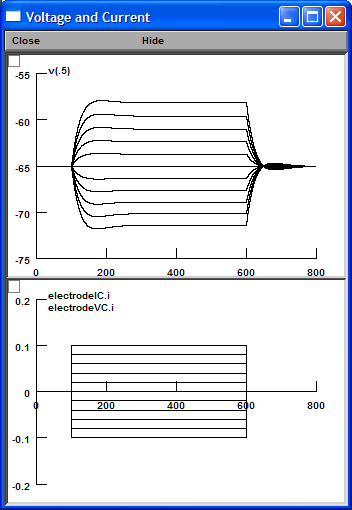 Voltage and Current
Close Hide
-55 v(.5)
-60
-65
-70
-75
0 200 400 600 800
0.2 electrodeIC.i
electrodeVC.i
0.1
0
0 200 400 600 800
-0.1
-0.2